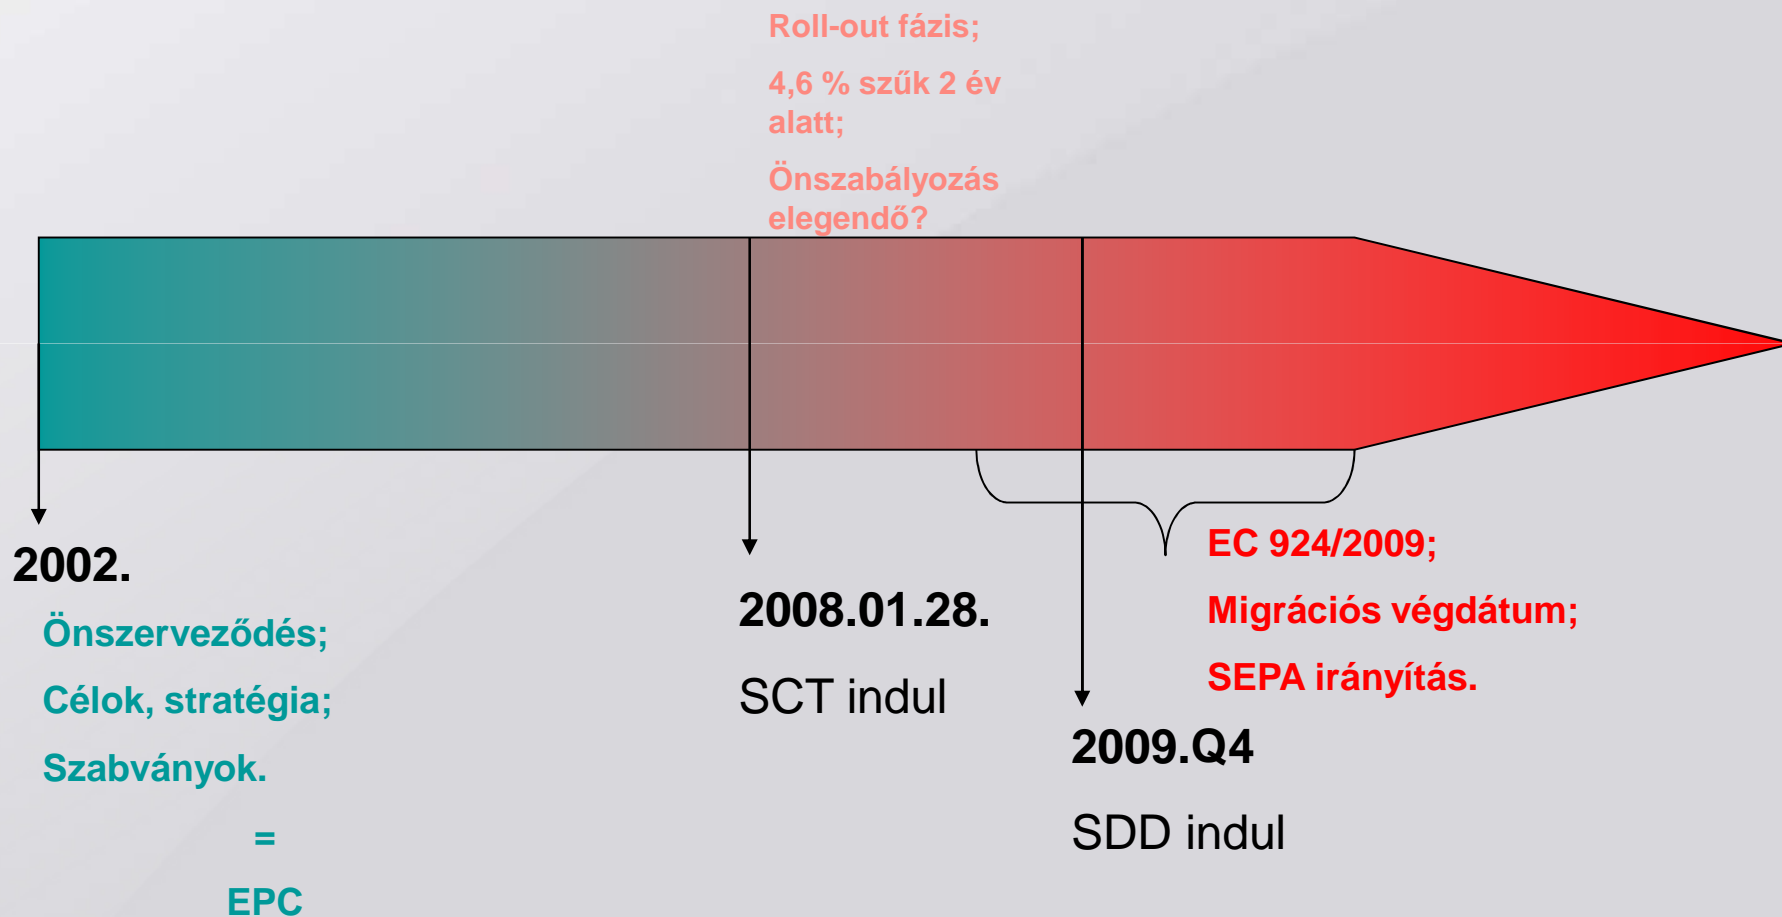 Roll-out fázis;
4,6 % szűk 2 év
alatt;
Önszabályozás
elegendő?
2002.
Önszerveződés;
Célok, stratégia;
Szabványok.
=
EPC
2008.01.28.
SCT indul
2009.Q4
SDD indul
EC 924/2009;
Migrációs végdátum;
SEPA irányítás.